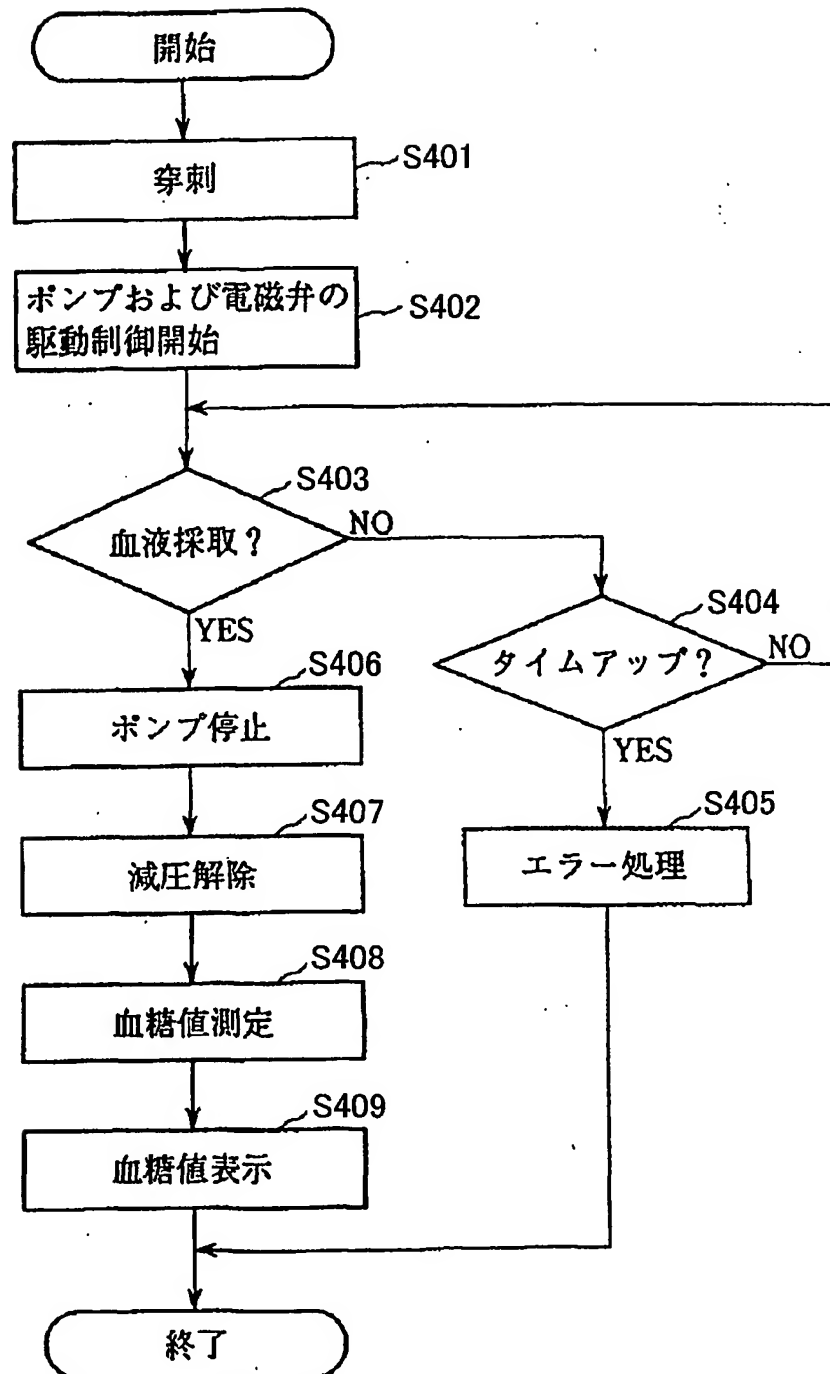 開始
穿刺
S401
ポンプおよび電磁弁の
駆動制御開始
S402
S403
血液採取？
NO
YES
S404
タイムアップ？
NO
YES
S406
ポンプ停止
S405
エラー処理
S407
減圧解除
S408
血糖値測定
S409
血糖値表示
終了